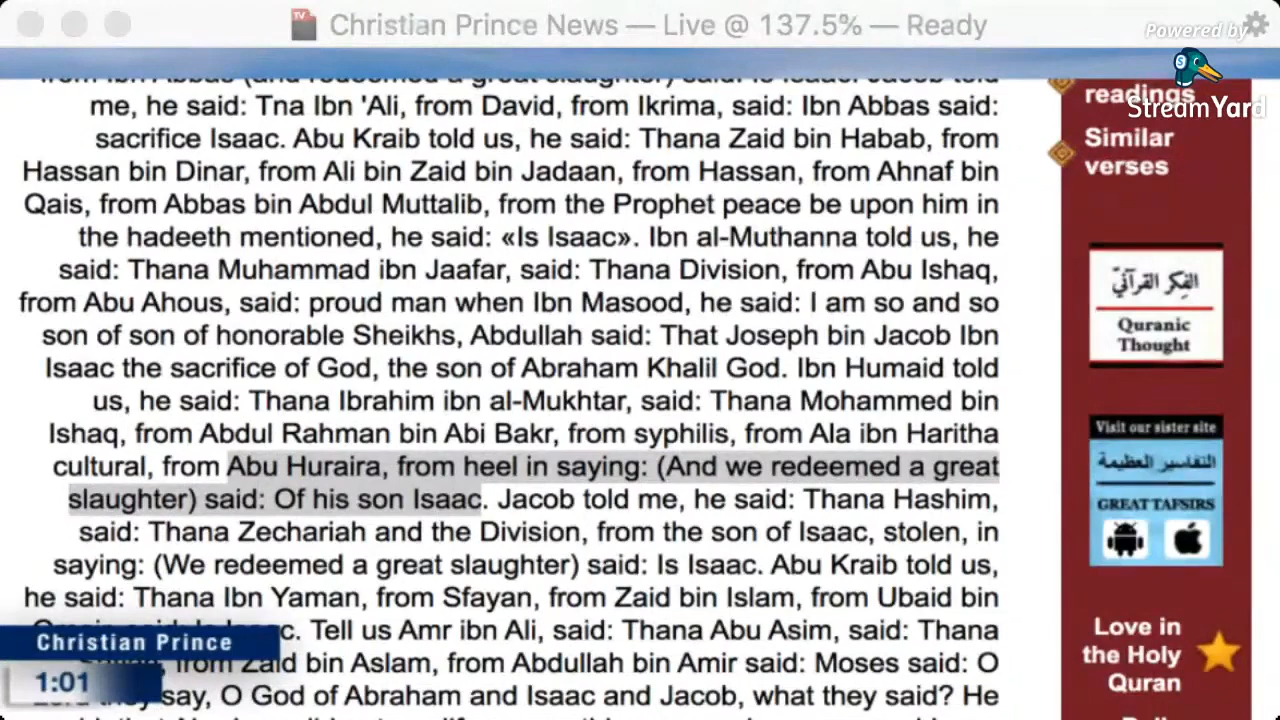 Christian Prince News — Live @ 137.5% — Ready
Powered by
StreamYard
me, he said: Tna Ibn 'Ali, from David, from Ikrima, said: Ibn Abbas said:
sacrifice Isaac. Abu Kraib told us, he said: Thana Zaid bin Habab, from
Hassan bin Dinar, from Ali bin Zaid bin Jadaan, from Hassan, from Ahnaf bin
Qais, from Abbas bin Abdul Muttalib, from the Prophet peace be upon him in
the hadeeth mentioned, he said: «Is Isaac». Ibn al-Muthanna told us, he
said: Thana Muhammad ibn Jaafar, said: Thana Division, from Abu Ishaq,
from Abu Ahous, said: proud man when Ibn Masood, he said: I am so and so
son of son of honorable Sheikhs, Abdullah said: That Joseph bin Jacob Ibn
Isaac the sacrifice of God, the son of Abraham Khalil God. Ibn Humaid told
us, he said: Thana Ibrahim ibn al-Mukhtar, said: Thana Mohammed bin
Ishaq, from Abdul Rahman bin Abi Bakr, from syphilis, from Ala ibn Haritha
cultural, from Abu Huraira, from heel in saying: (And we redeemed a great
slaughter) said: Of his son Isaac. Jacob told me, he said: Thana Hashim,
said: Thana Zechariah and the Division, from the son of Isaac, stolen, in
saying: (We redeemed a great slaughter) said: Is Isaac. Abu Kraib told us,
he said: Thana Ibn Yaman, from Sfayan, from Zaid bin Islam, from Ubaid bin
Tell us Amr ibn Ali, said: Thana Abu Asim, said: Thana
from Zaid bin Aslam, from Abdullah bin Amir said: Moses said: O
they say, O God of Abraham and Isaac and Jacob, what they said? He
readings
Similar
verses
الفكر القرآني
Quranic
Thought
Visit our sister site
التفاسير العظيمة
GREAT TAFSIRS
Love in
the Holy
Quran
Christian Prince
1:01